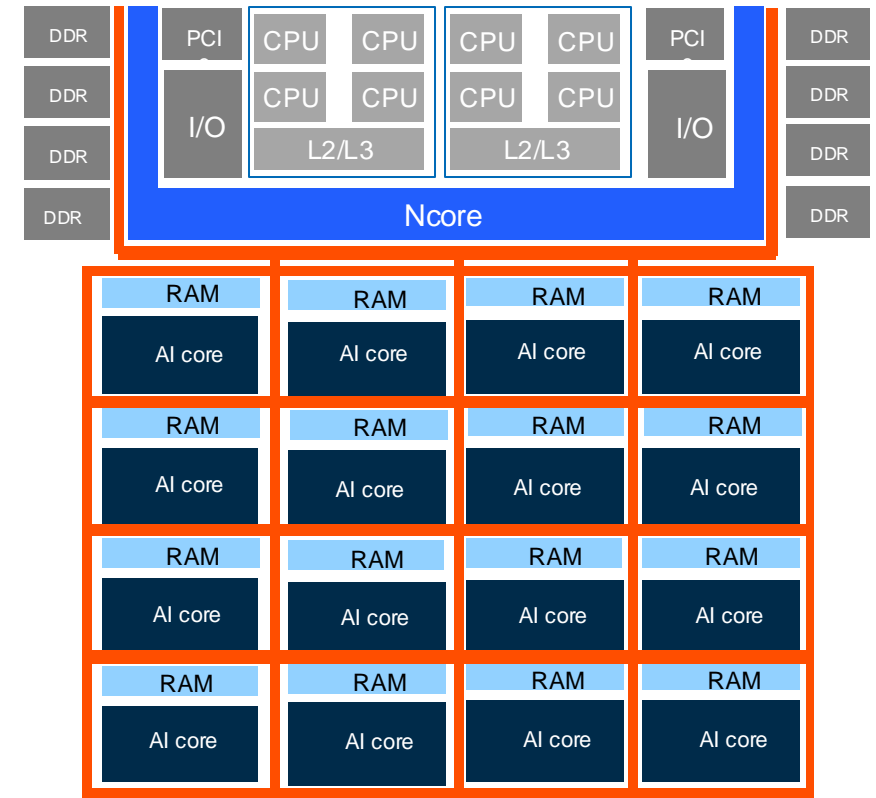 DDR PCI CPU CPU CPU CPU PCI DDR
DDR CPU CPU CPU CPU DDR
I/O I/O
DDR L2/L3 L2/L3 DDR
DDR Ncore DDR
RAM RAM RAM RAM
AI core AI core AI core AI core
RAM RAM RAM RAM
AI core AI core AI core AI core
RAM RAM RAM RAM
AI core AI core AI core AI core
RAM RAM RAM RAM
AI core AI core AI core AI core